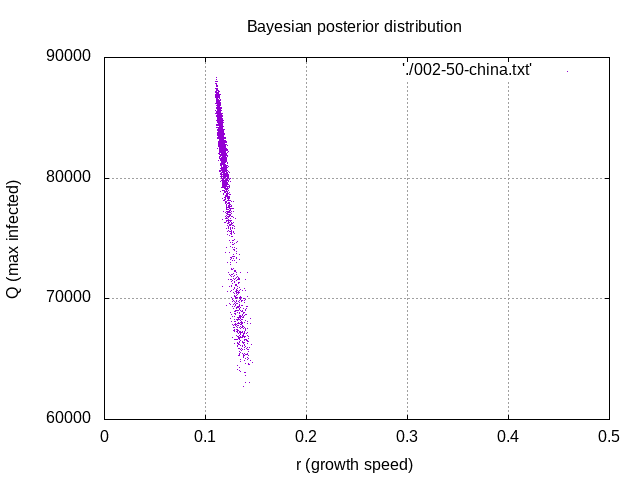 Bayesian posterior distribution
'./002-50-china.txt'
90000
80000
70000
60000
Q (max infected)
0
0.1
0.2
0.3
0.4
0.5
r (growth speed)